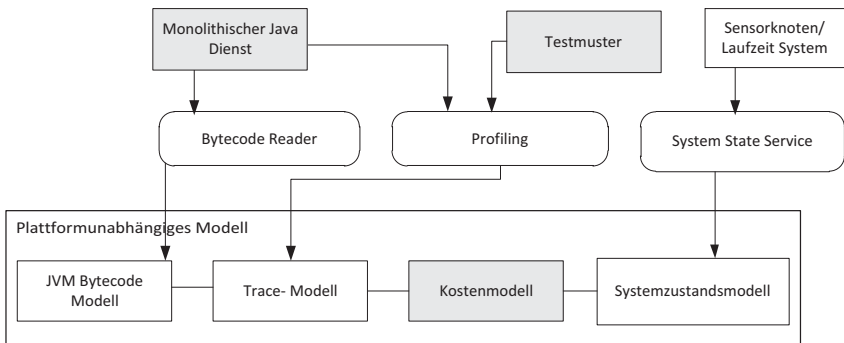 Monolithischer Java
Dienst
Testmuster
Sensorknoten/
Laufzeit System
Bytecode Reader
Profiling
System State Service
Plattformunabhängiges Modell
JVM Bytecode
Modell
Trace- Modell
Kostenmodell
Systemzustandsmodell